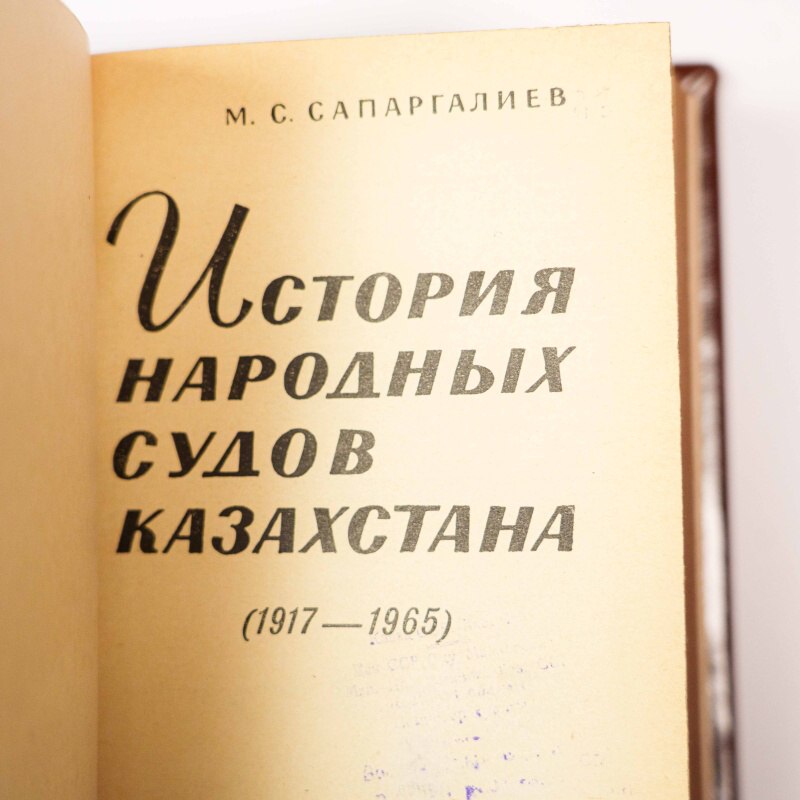 М. С. САПАРГАЛИЕВ
История
НАРОДНЫХ
СУДОВ
КАЗАХСТАНА
(1917—1965)